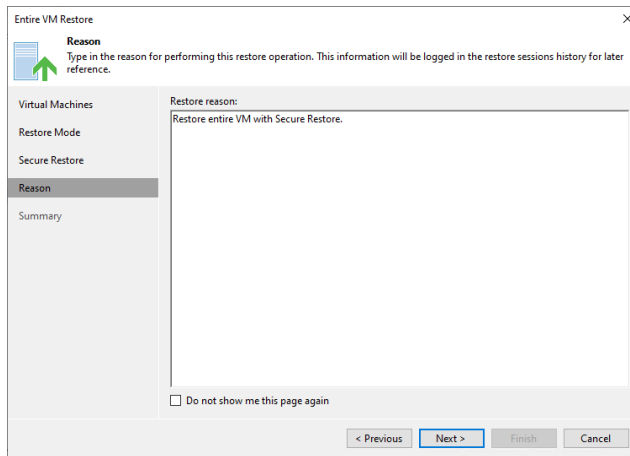 Entire VM Restore
Reason
Type in the reason for performing this restore operation. This information will be logged in the restore sessions history for later
reference.
Virtual Machines
Restore Mode
Secure Restore
Reason
Summary
Restore reason:
Restore entire VM with Secure Restore.
Do not show me this page again
< Previous
Next >
Finish
Cancel